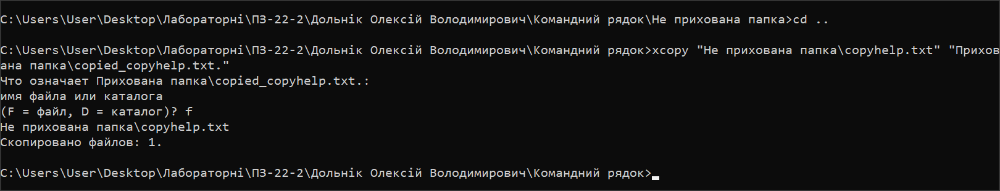 C:\Users\User\Desktop\Лабораторні\ПЗ-22-2\Дольнік Олексій Володимирович\Командний рядок\Не прихована папка>cd ..
C:\Users\User\Desktop\Лабораторні\ПЗ-22-2\Дольнік Олексій Володимирович\Командний рядок>xcopy "Не прихована папка\copyhelp.txt" "Прихов
ана папка\copied_copyhelp.txt."
Что означает Прихована папка\copied_copyhelp.txt.:
имя файла или каталога
(F = файл, D = каталог)? f
Не прихована папка\copyhelp.txt
Скопировано файлов: 1.
C:\Users\User\Desktop\Лабораторні\ПЗ-22-2\Дольнік Олексій Володимирович\Командний рядок>